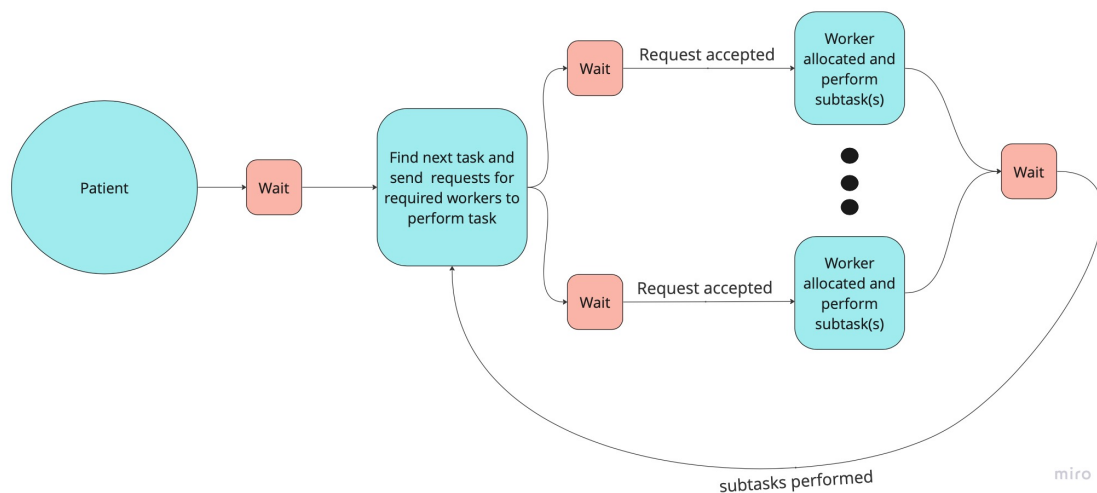 Patient
Wait
Find next task and
send requests for
required workers to
perform task
Wait
Request accepted
Worker
allocated and
perform
subtask(s)
Wait
Request accepted
Worker
allocated and
perform
subtask(s)
Wait
subtasks performed
miro